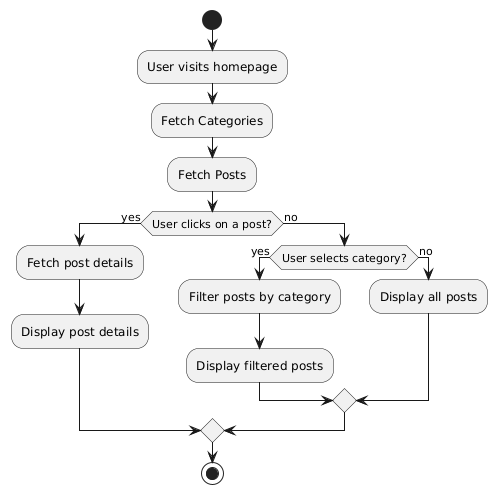 User visits homepage
Fetch Categories
Fetch Posts
yes
User clicks on a post?
no
Fetch post details
Display post details
yes
User selects category?
no
Filter posts by category
Display all posts
Display filtered posts